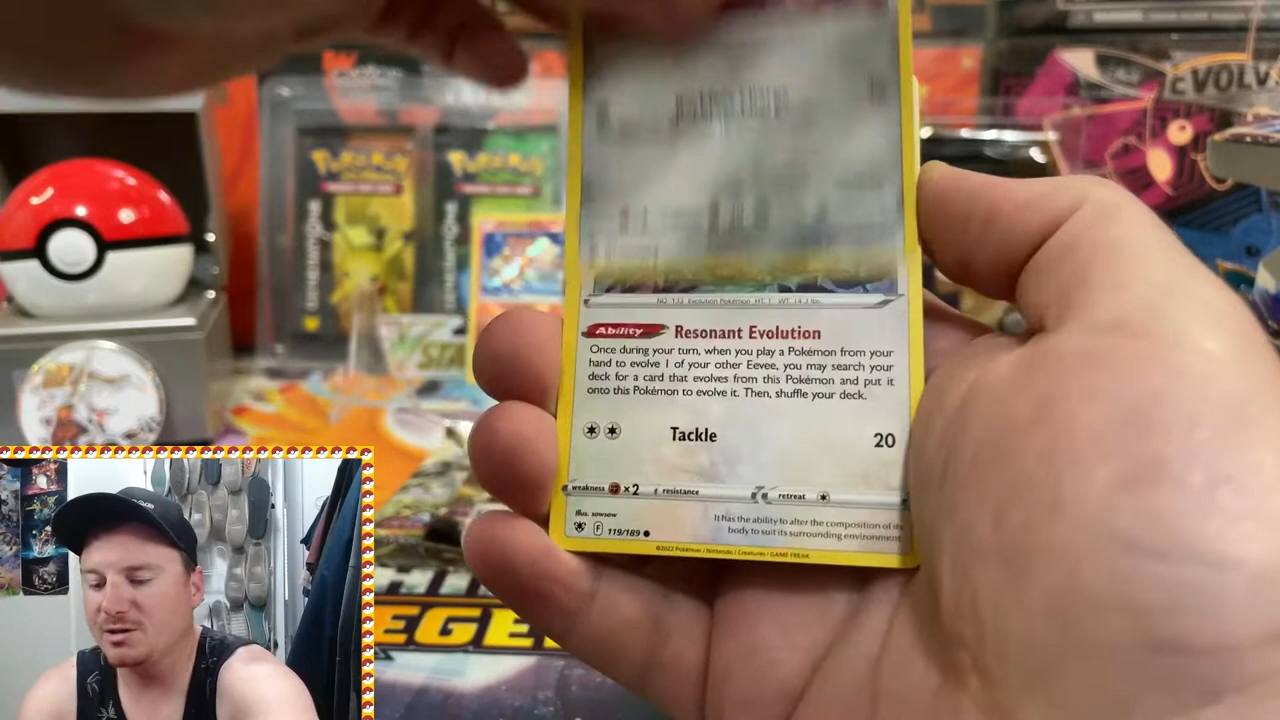 EVOLV
POKÉMON
POKÉMON
STA
NO. 133 Evolution Pokémon HT: 1' WT: 14.3 lbs.
Ability Resonant Evolution
Once during your turn, when you play a Pokémon from your
hand to evolve 1 of your other Eevee, you may search your
deck for a card that evolves from this Pokémon and put it
onto this Pokémon to evolve it. Then, shuffle your deck.
Tackle 20
weakness ×2 resistance retreat
Illus. sowsow
F 119/189
It has the ability to alter the composition of its
body to suit its surrounding environment
©2022 Pokémon / Nintendo / Creatures / GAME FREAK
EGE